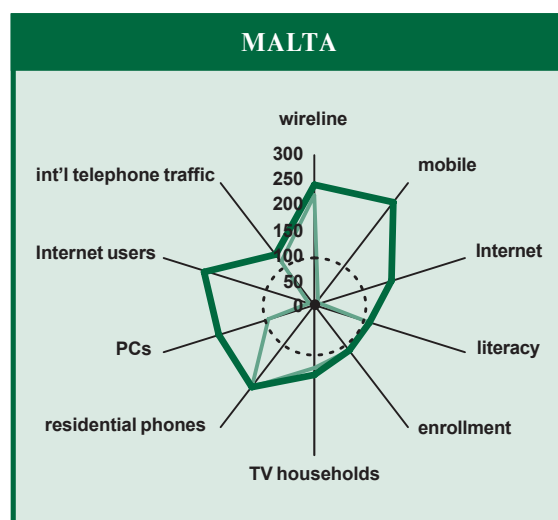 MALTA
wireline
300
250
200
150
100
50
0
mobile
Internet
literacy
enrollment
TV households
residential phones
PCs
Internet users
int'l telephone traffic